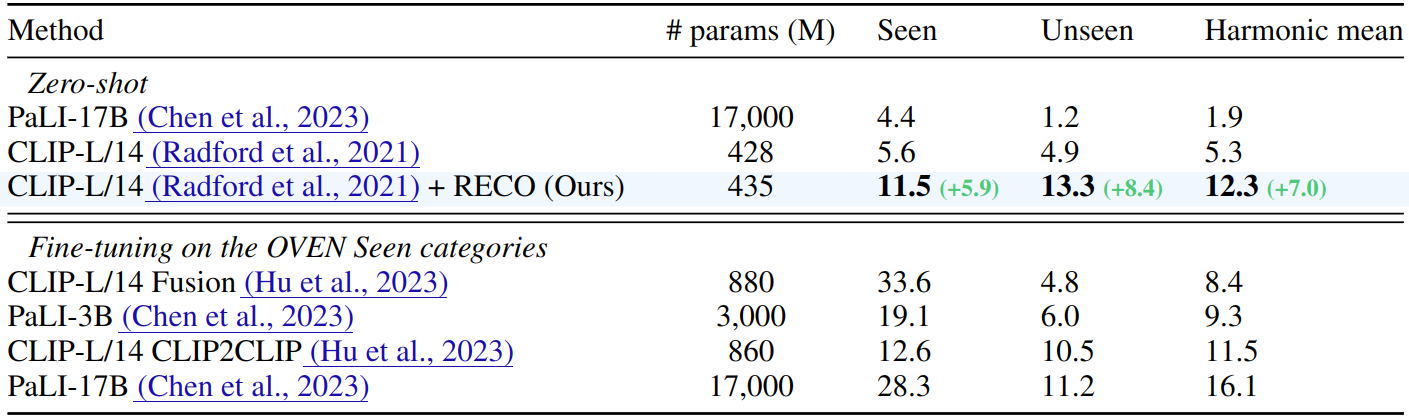 Method # params (M) Seen Unseen Harmonic mean
Zero-shot
PaLI-17B (Chen et al., 2023) 17,000 4.4 1.2 1.9
CLIP-L/14 (Radford et al., 2021) 428 5.6 4.9 5.3
CLIP-L/14 (Radford et al., 2021) + RECO (Ours) 435 11.5 (+5.9) 13.3 (+8.4) 12.3 (+7.0)
Fine-tuning on the OVEN Seen categories
CLIP-L/14 Fusion (Hu et al., 2023) 880 33.6 4.8 8.4
PaLI-3B (Chen et al., 2023) 3,000 19.1 6.0 9.3
CLIP-L/14 CLIP2CLIP (Hu et al., 2023) 860 12.6 10.5 11.5
PaLI-17B (Chen et al., 2023) 17,000 28.3 11.2 16.1